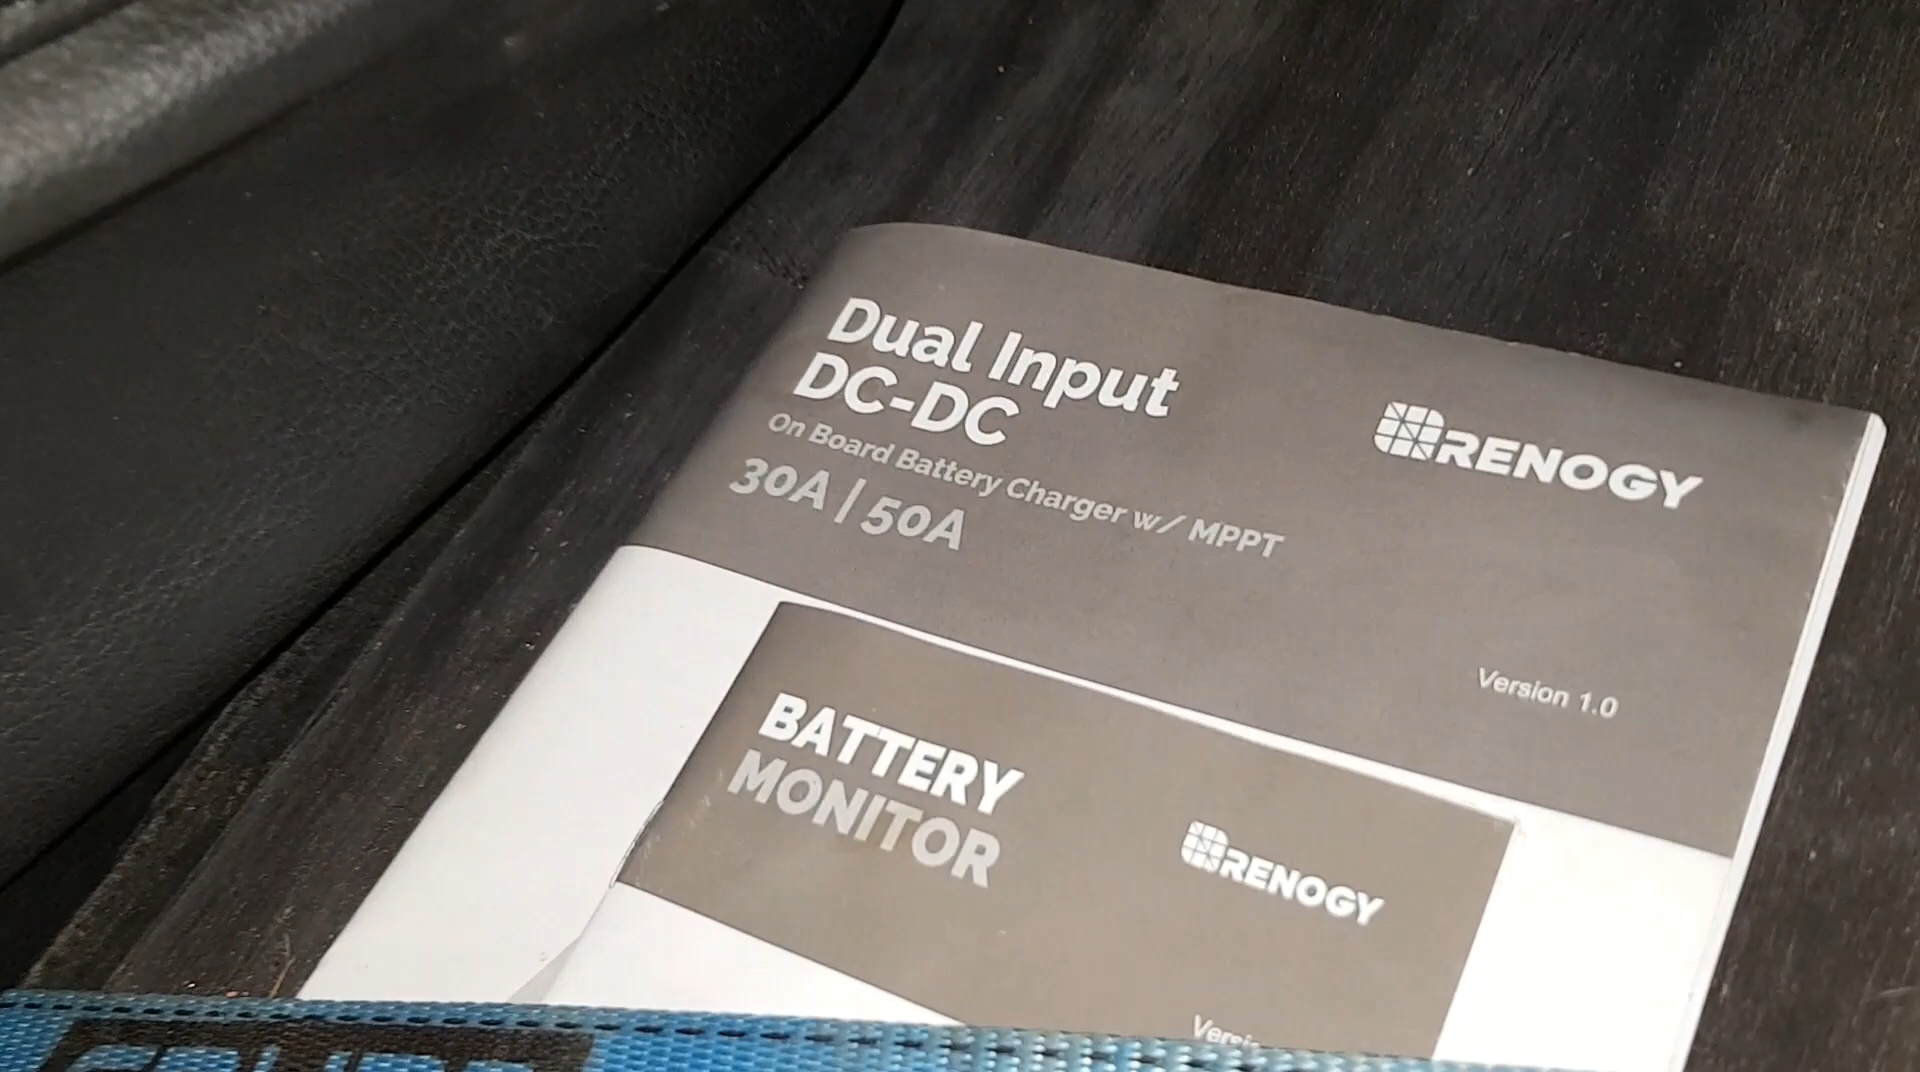 Dual Input
DC-DC
On Board Battery Charger w/ MPPT
30A | 50A
RENOGY
Version 1.0
BATTERY
MONITOR
RENOGY